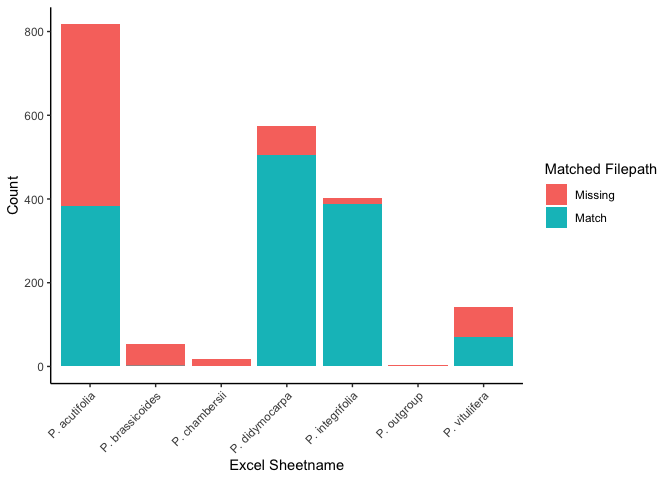 800
600
400
200
0
Count
P. acutifolia
P. brassicoides
P. chambersii
P. didymocarpa
P. integrifolia
P. outgroup
P. vitulifera
Excel Sheetname
Matched Filepath
Missing
Match